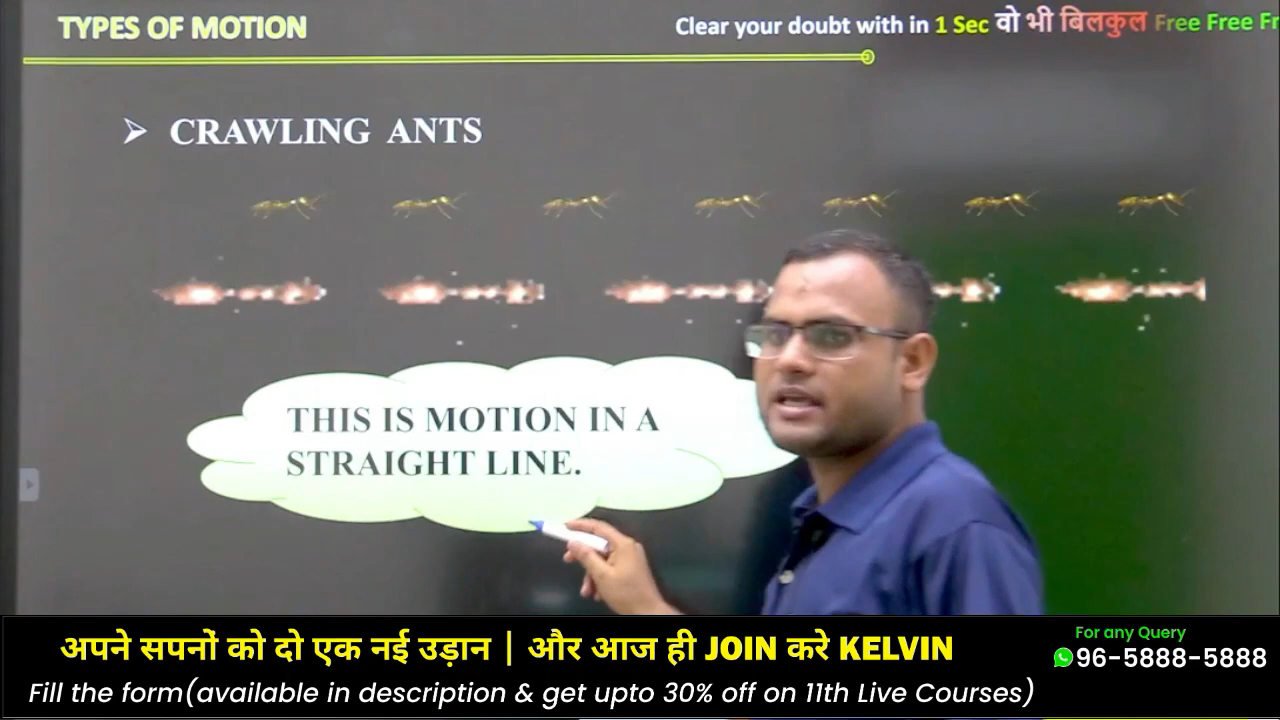 TYPES OF MOTION
Clear your doubt with in 1 Sec वो भी बिलकुल Free Free Fr
➢ CRAWLING ANTS
THIS IS MOTION IN A
STRAIGHT LINE.
अपने सपनों को दो एक नई उड़ान | और आज ही JOIN करे KELVIN
For any Query
96-5888-5888
Fill the form(available in description & get upto 30% off on 11th Live Courses)